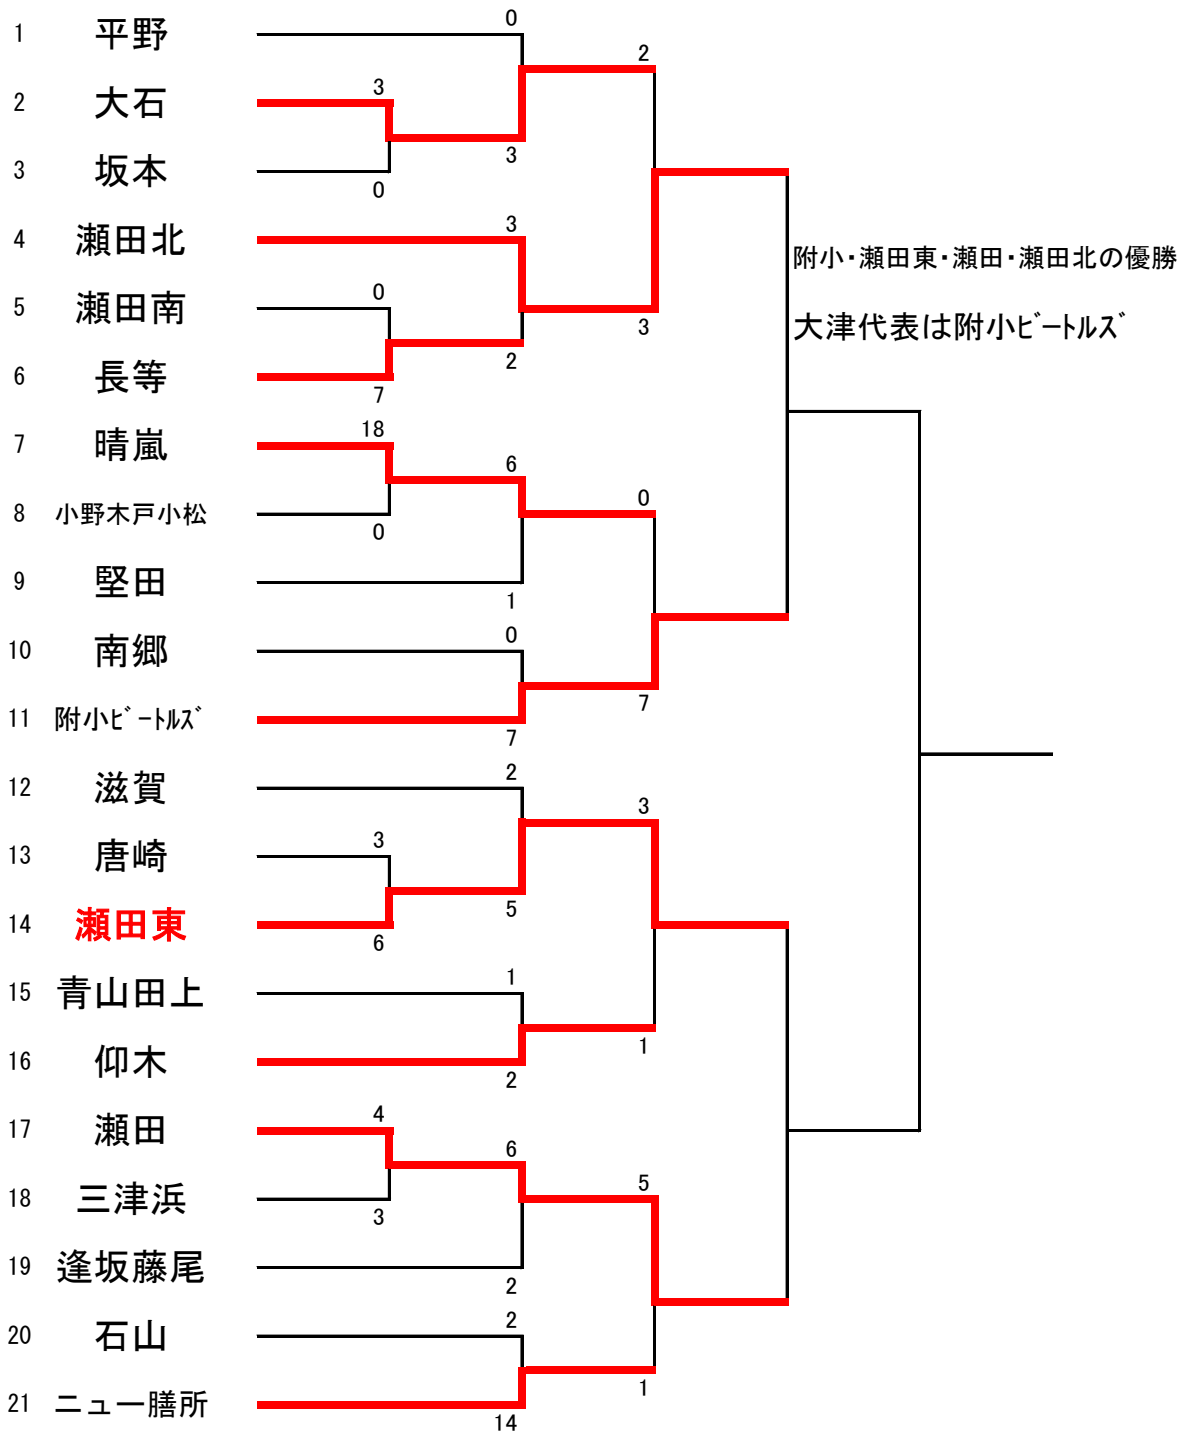 0
1 平野
2
3
2 大石
3
3 坂本
0
3
4 瀬田北
附小・瀬田東・瀬田・瀬田北の優勝
0
5 瀬田南
3
大津代表は附小ﾋﾞｰﾄﾙｽﾞ
2
6 長等
7
18
7 晴嵐
6
0
8 小野木戸小松
0
9 堅田
1
0
10 南郷
7
11 附小ﾋﾞｰﾄﾙｽﾞ
7
2
12 滋賀
3
3
13 唐崎
5
14 瀬田東
6
1
15 青山田上
1
16 仰木
2
4
17 瀬田
6
5
18 三津浜
3
19 逢坂藤尾
2
2
20 石山
1
21 ニュー膳所
14